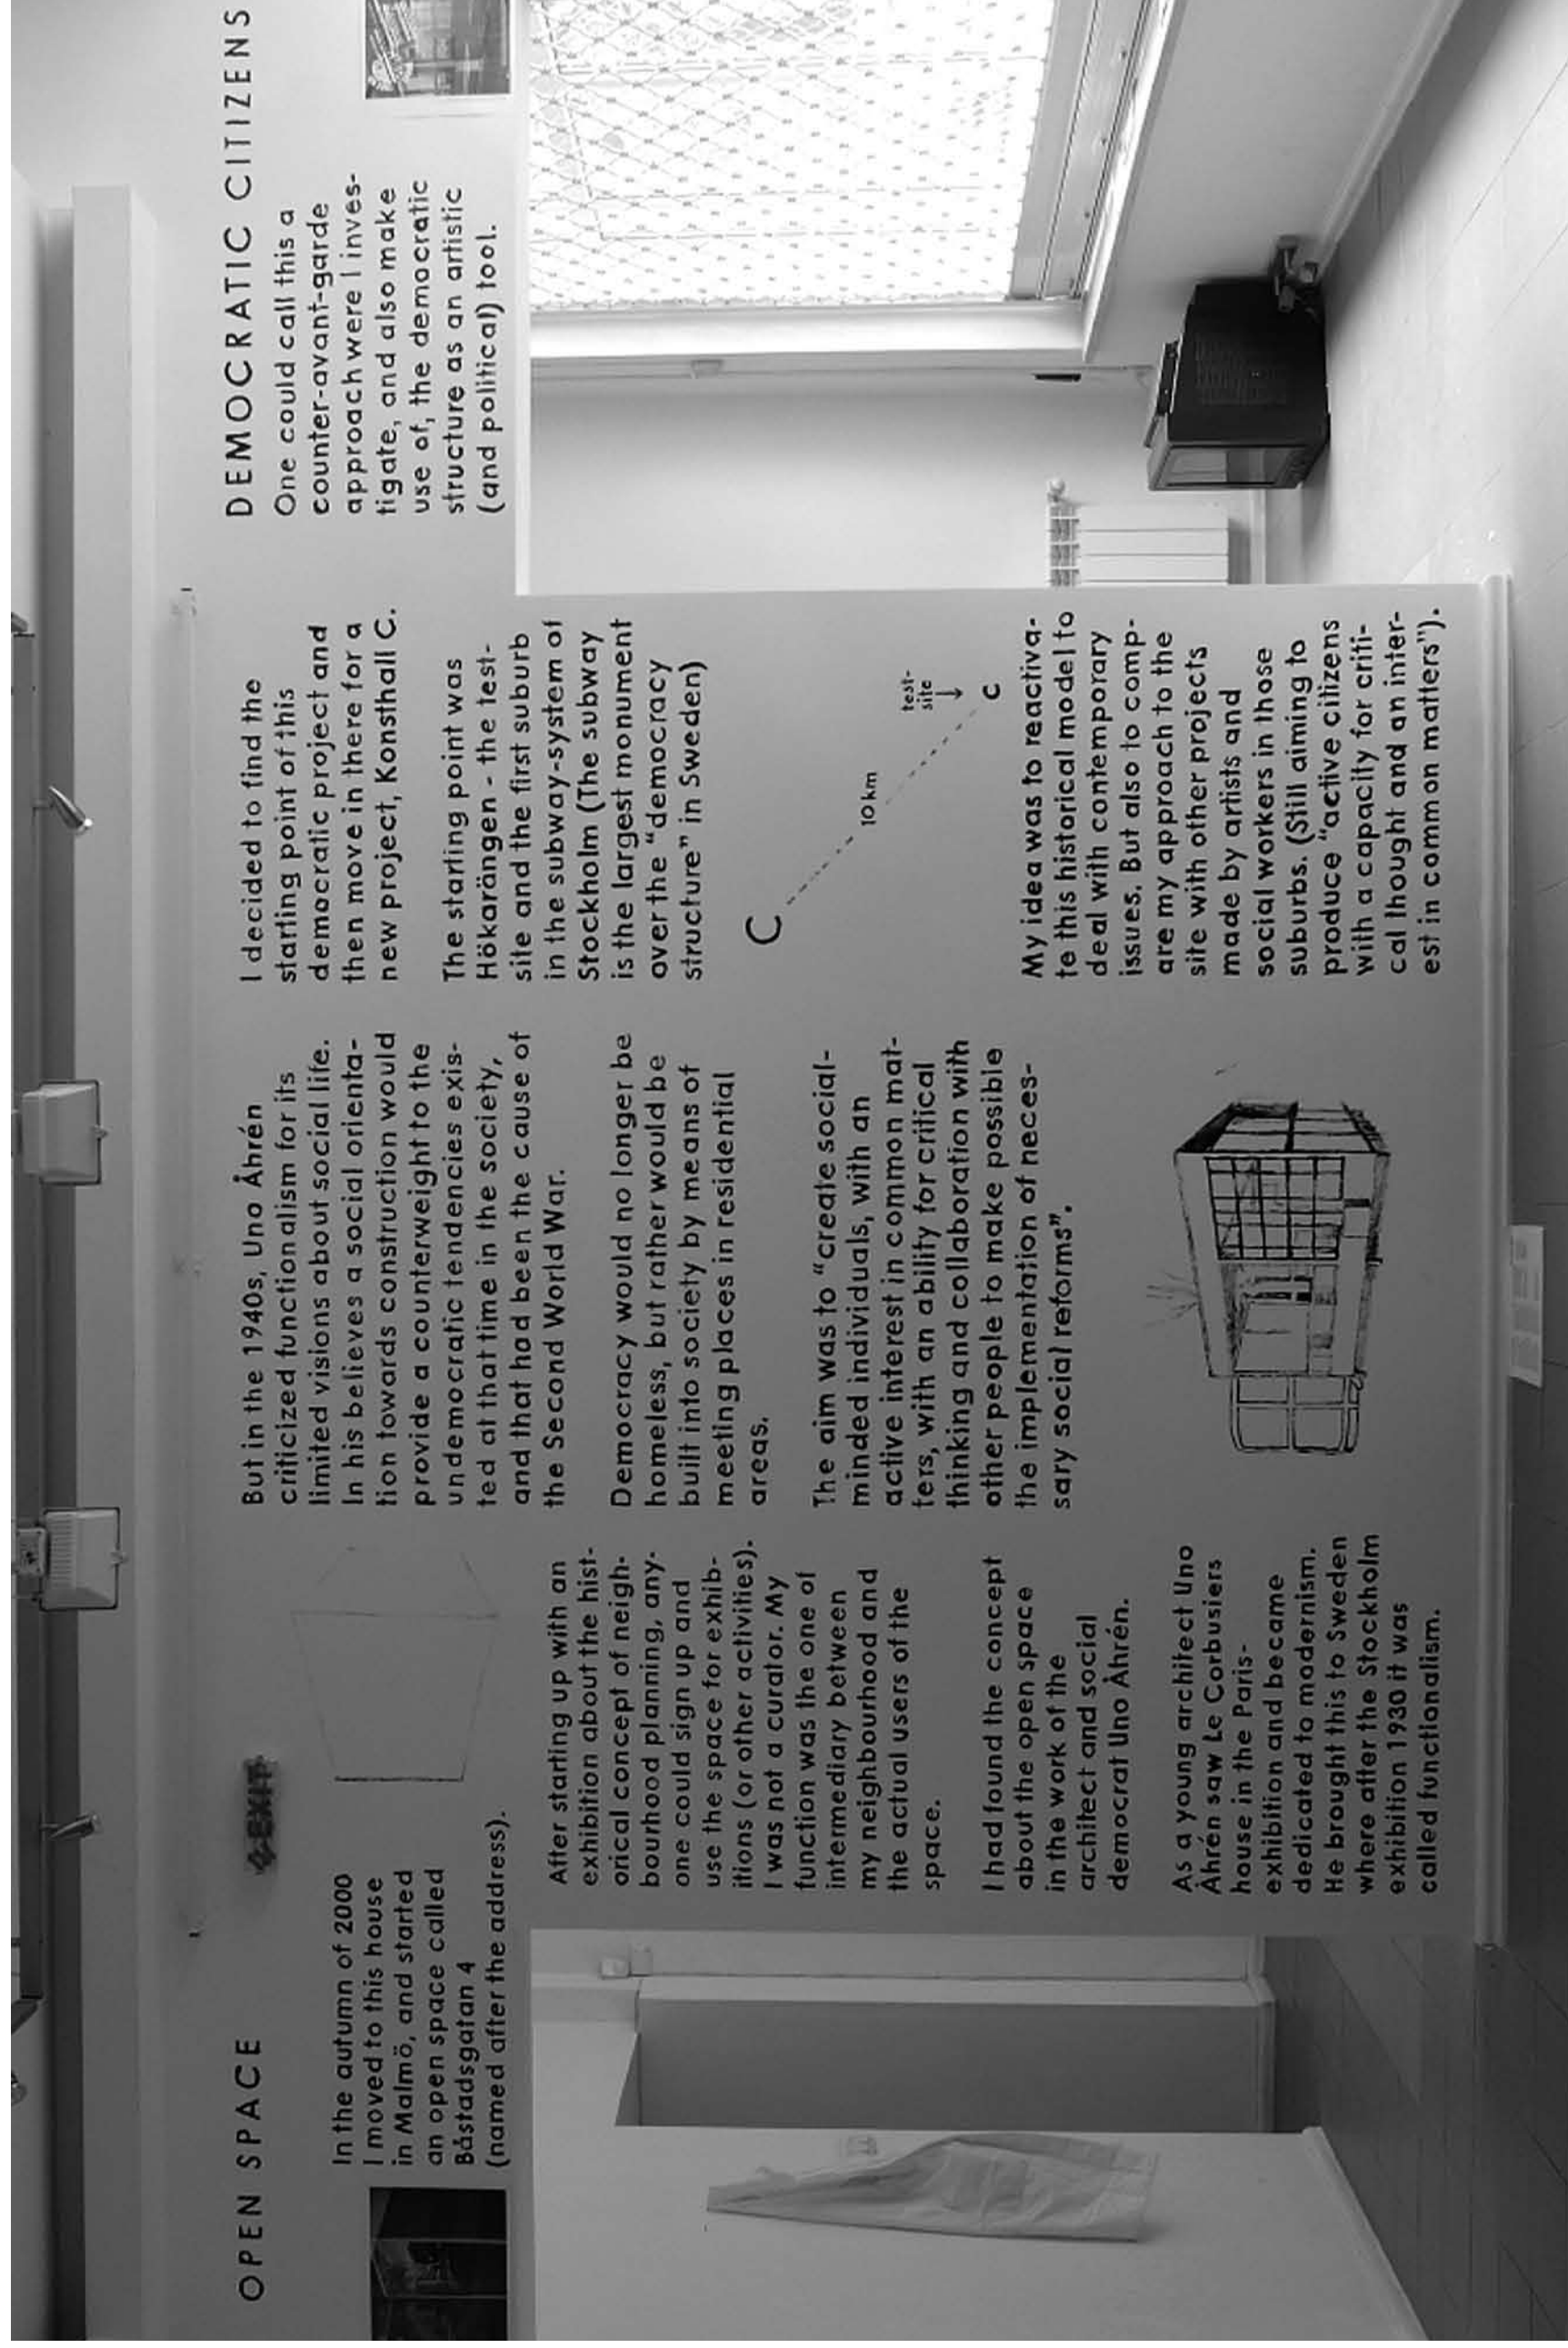 OPEN SPACE
In the autumn of 2000
I moved to this house
in Malmö, and started
an open space called
Båstadsgatan 4
(named after the address).
EXIT
After starting up with an
exhibition about the hist-
orical concept of neigh-
bourhood planning, any-
one could sign up and
use the space for exhib-
itions (or other activities).
I was not a curator. My
function was the one of
intermediary between
my neighbourhood and
the actual users of the
space.
I had found the concept
about the open space
in the work of the
architect and social
democrat Uno Åhrén.
As a young architect Uno
Åhrén saw Le Corbusiers
house in the Paris-
exhibition and became
dedicated to modernism.
He brought this to Sweden
where after the Stockholm
exhibition 1930 it was
called functionalism.
But in the 1940s, Uno Åhrén
criticized functionalism for its
limited visions about social life.
In his believes a social orienta-
tion towards construction would
provide a counterweight to the
undemocratic tendencies exis-
ted at that time in the society,
and that had been the cause of
the Second World War.
Democracy would no longer be
homeless, but rather would be
built into society by means of
meeting places in residential
areas.
The aim was to “create social-
minded individuals, with an
active interest in common mat-
ters, with an ability for critical
thinking and collaboration with
other people to make possible
the implementation of neces-
sary social reforms”.
I decided to find the
starting point of this
democratic project and
then move in there for a
new project, Konsthall C.
The starting point was
Hökarängen - the test-
site and the first suburb
in the subway-system of
Stockholm (The subway
is the largest monument
over the “democracy
structure” in Sweden)
C
10 km
test-
site
C
My idea was to reactiva-
te this historical model to
deal with contemporary
issues. But also to comp-
are my approach to the
site with other projects
made by artists and
social workers in those
suburbs. (Still aiming to
produce “active citizens
with a capacity for criti-
cal thought and an inter-
est in common matters”).
DEMOCRATIC CITIZENS
One could call this a
counter-avant-garde
approach were I inves-
tigate, and also make
use of, the democratic
structure as an artistic
(and political) tool.